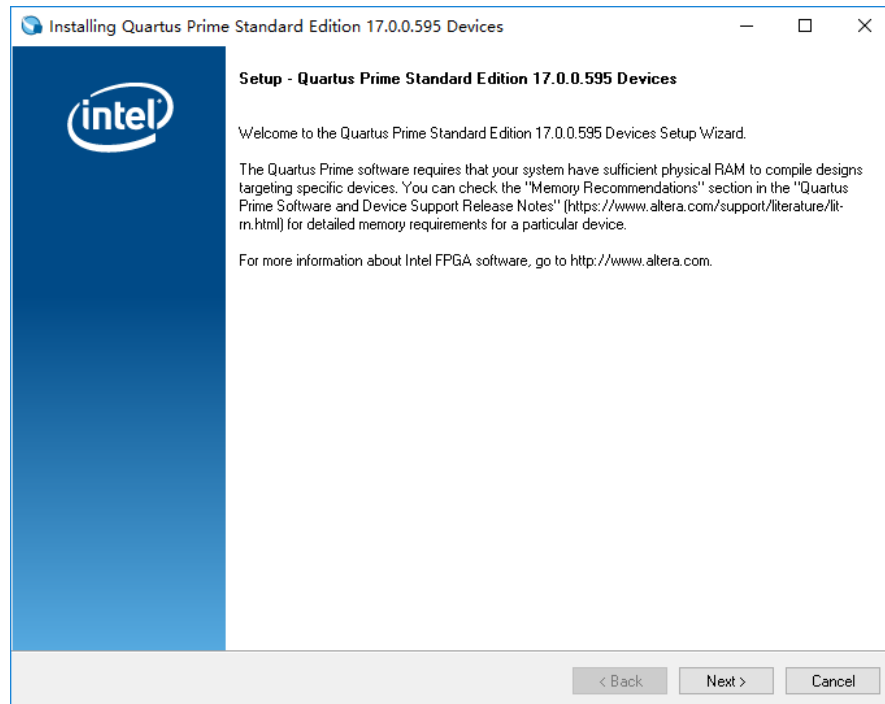 Installing Quartus Prime Standard Edition 17.0.0.595 Devices
intel
Setup - Quartus Prime Standard Edition 17.0.0.595 Devices
Welcome to the Quartus Prime Standard Edition 17.0.0.595 Devices Setup Wizard.
The Quartus Prime software requires that your system have sufficient physical RAM to compile designs
targeting specific devices. You can check the "Memory Recommendations" section in the "Quartus
Prime Software and Device Support Release Notes" (https://www.altera.com/support/literature/lit-
rn.html) for detailed memory requirements for a particular device.
For more information about Intel FPGA software, go to http://www.altera.com.
< Back
Next >
Cancel